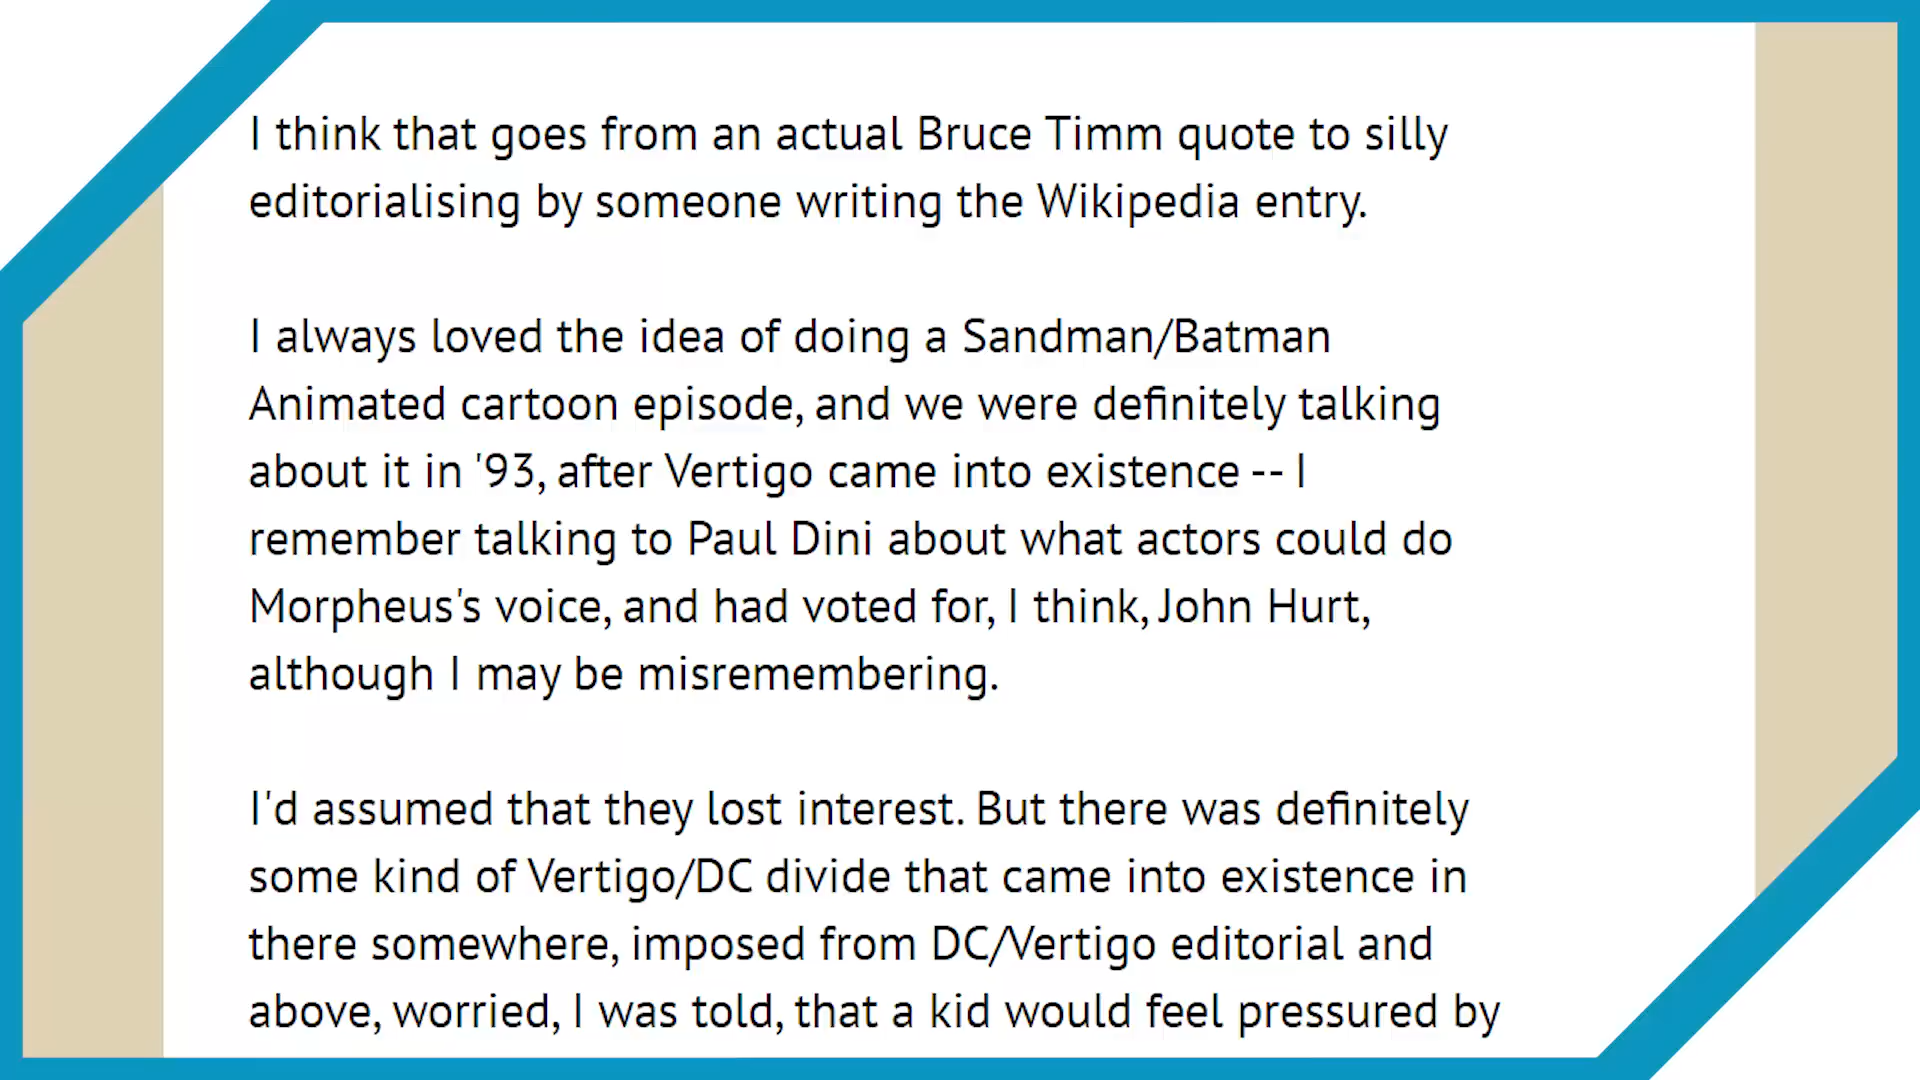 I think that goes from an actual Bruce Timm quote to silly
editorialising by someone writing the Wikipedia entry.
I always loved the idea of doing a Sandman/Batman
Animated cartoon episode, and we were definitely talking
about it in '93, after Vertigo came into existence -- I
remember talking to Paul Dini about what actors could do
Morpheus's voice, and had voted for, I think, John Hurt,
although I may be misremembering.
I'd assumed that they lost interest. But there was definitely
some kind of Vertigo/DC divide that came into existence in
there somewhere, imposed from DC/Vertigo editorial and
above, worried, I was told, that a kid would feel pressured by